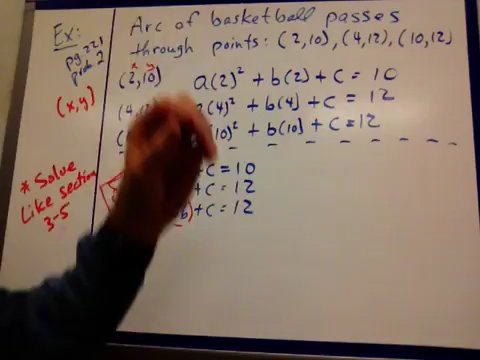 Ex: Arc of basketball passes
pg 221 through points: (2,10), (4,12), (10,12)
prob 2
x y
(2,10) a(2)² + b(2) + c = 10
(x,y)
(4, (4)² + b(4) + c = 12
( (10)² + b(10) + c = 12
+ c = 10
* Solve + c = 12
Like section b) + c = 12
3-5